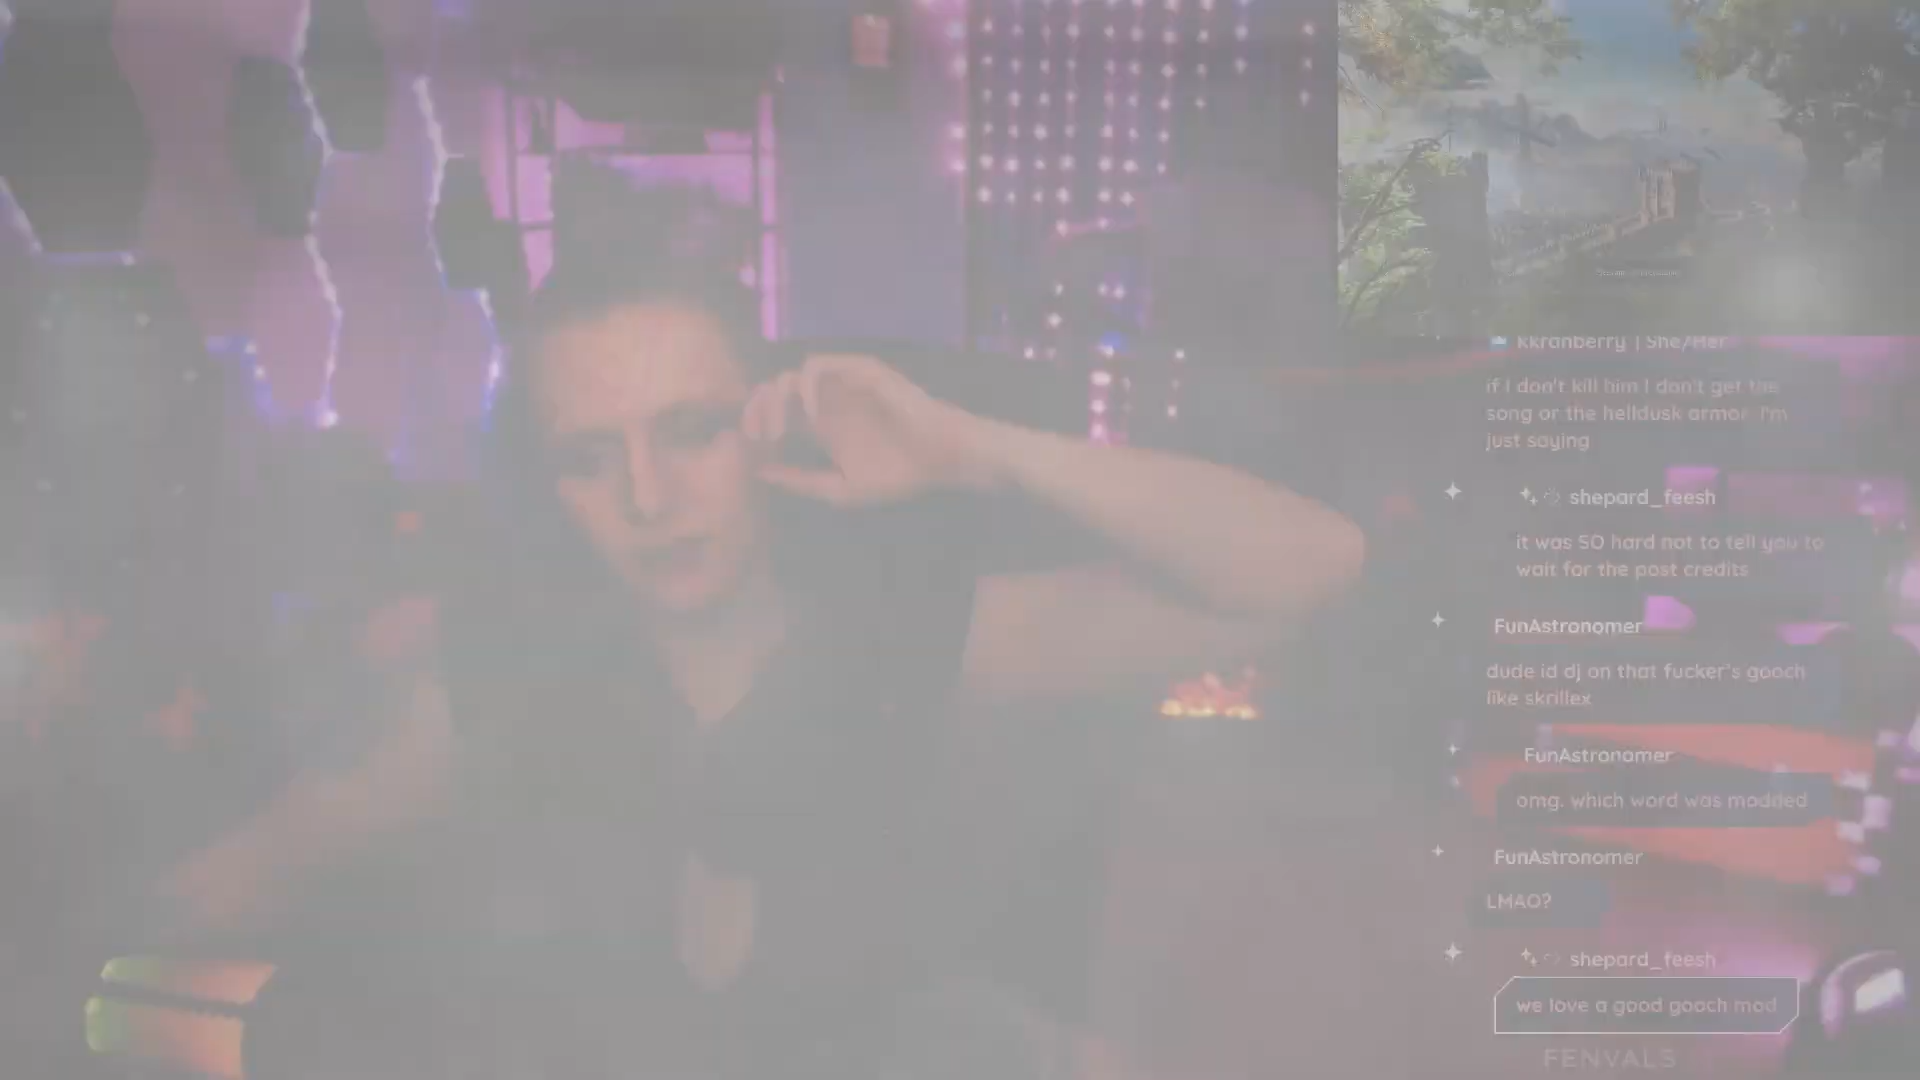 kkranberry | She/Her
if I don't kill him I don't get the
song or the helldusk armor. I'm
just saying
shepard_feesh
it was SO hard not to tell you to
wait for the post credits
FunAstronomer
dude id dj on that fucker's gooch
like skrillex
FunAstronomer
omg. which word was modded
FunAstronomer
LMAO?
shepard_feesh
we love a good gooch mod
FENVALS